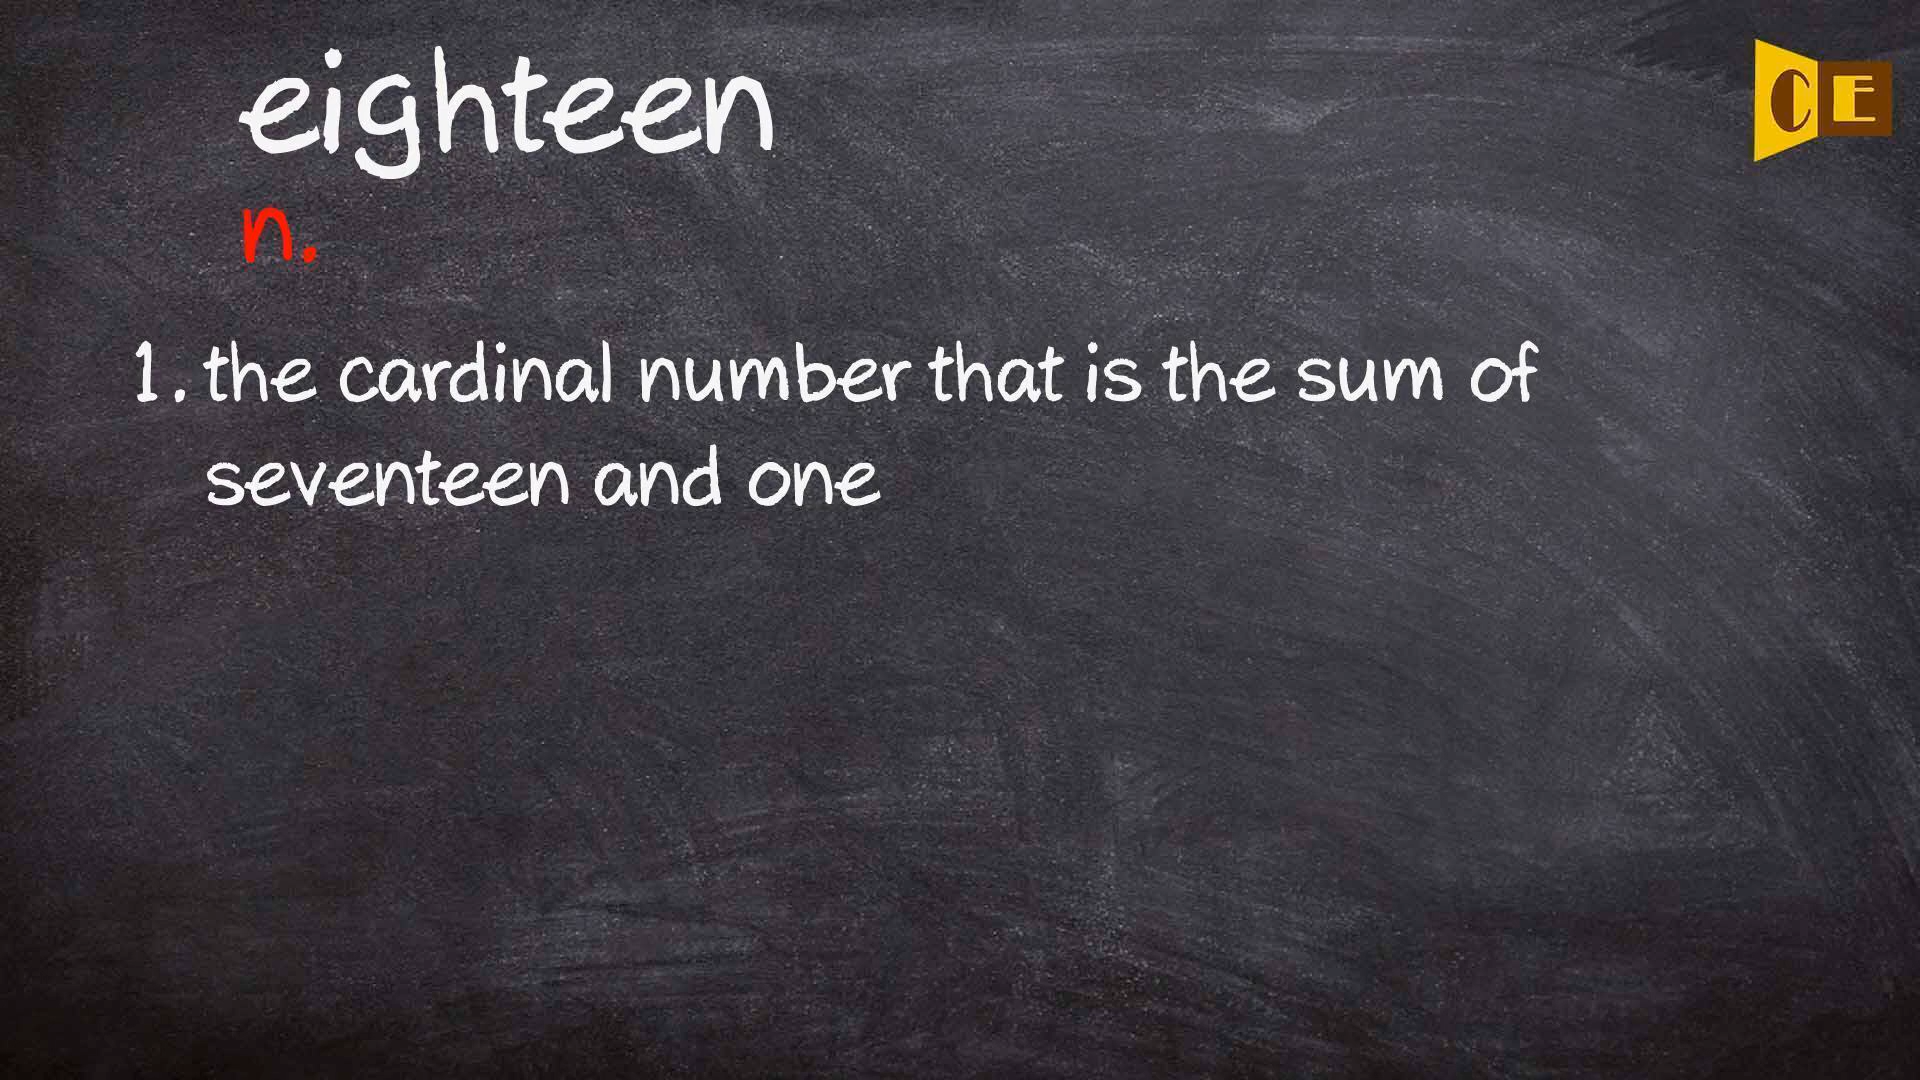 eighteen
CE
n.
1. the cardinal number that is the sum of
seventeen and one